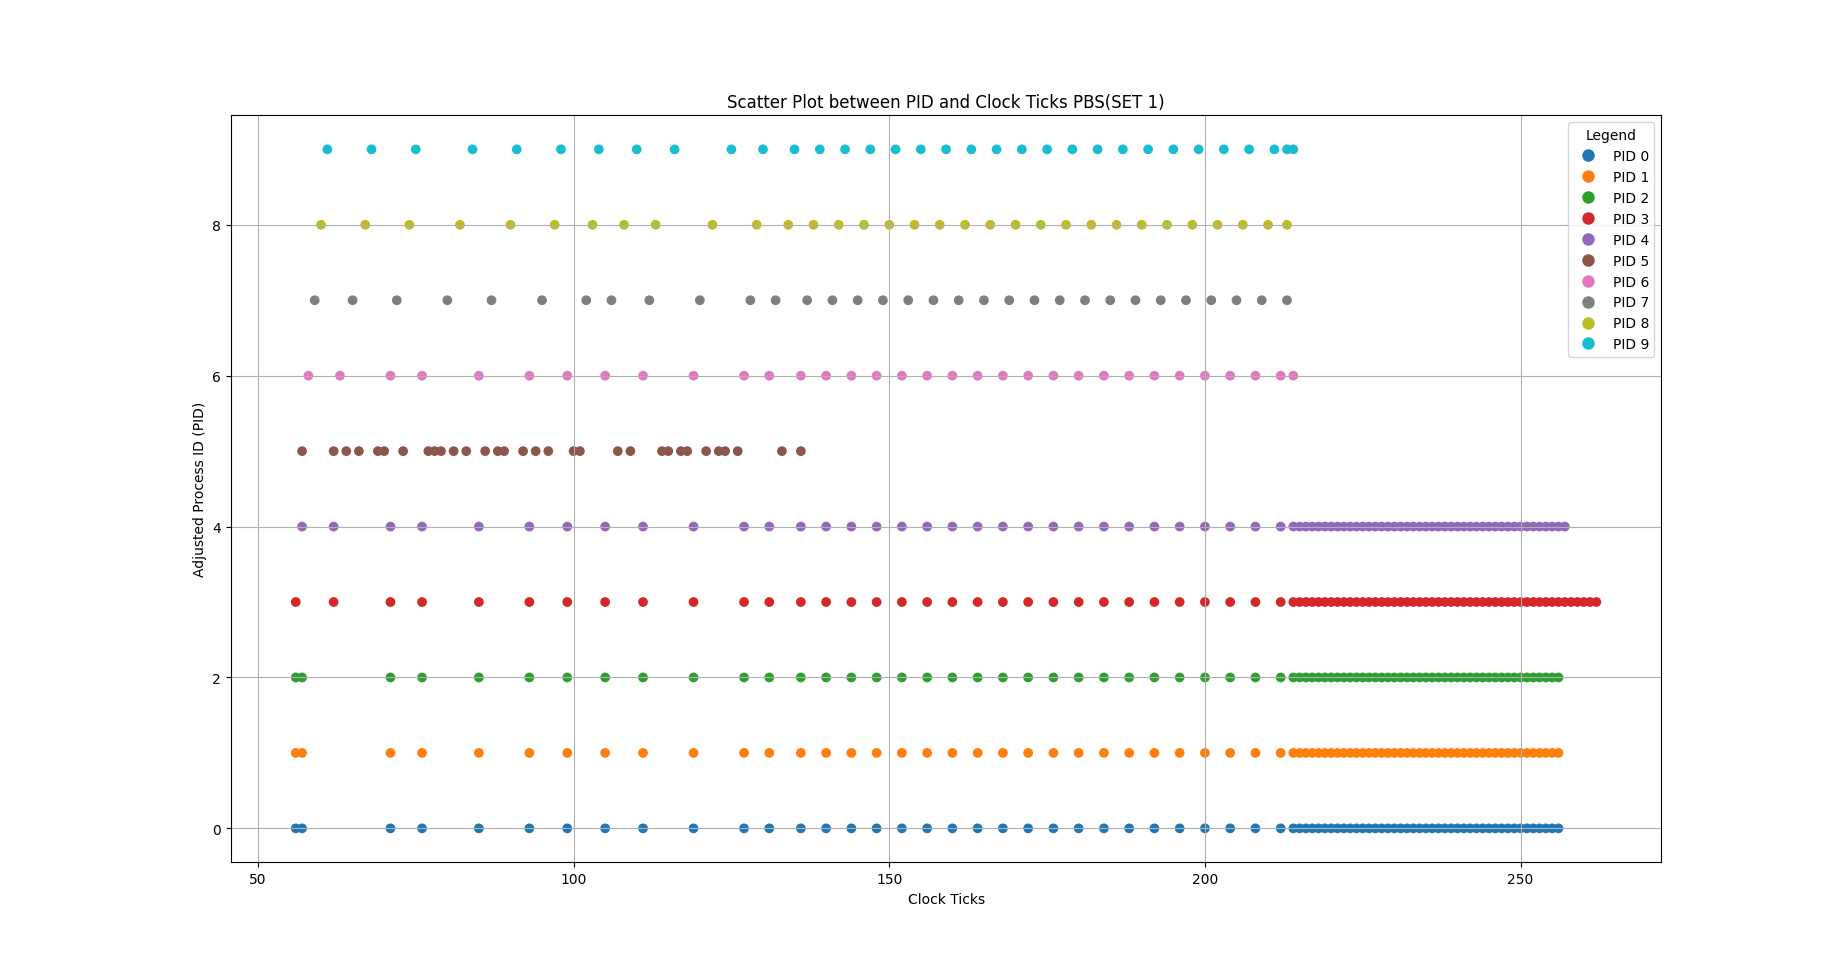 Scatter Plot between PID and Clock Ticks PBS(SET 1)
Legend
PID 0
PID 1
PID 2
PID 3
PID 4
PID 5
PID 6
PID 7
PID 8
PID 9
Adjusted Process ID (PID)
8
6
4
2
0
50 100 150 200 250
Clock Ticks